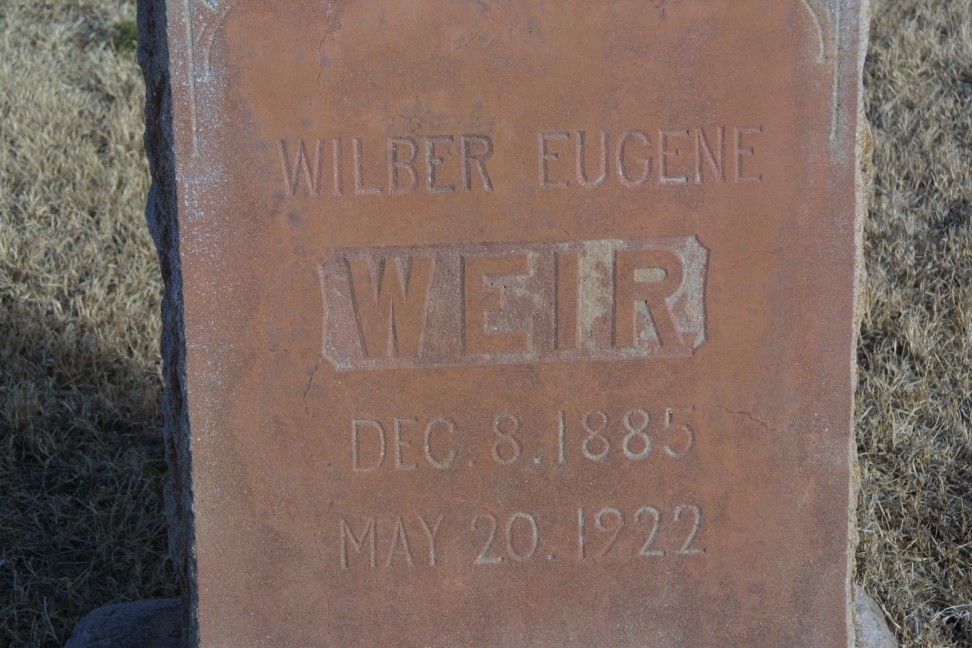 WILBER EUGENE
WEIR
DEC. 8. 1885
MAY 20. 1922